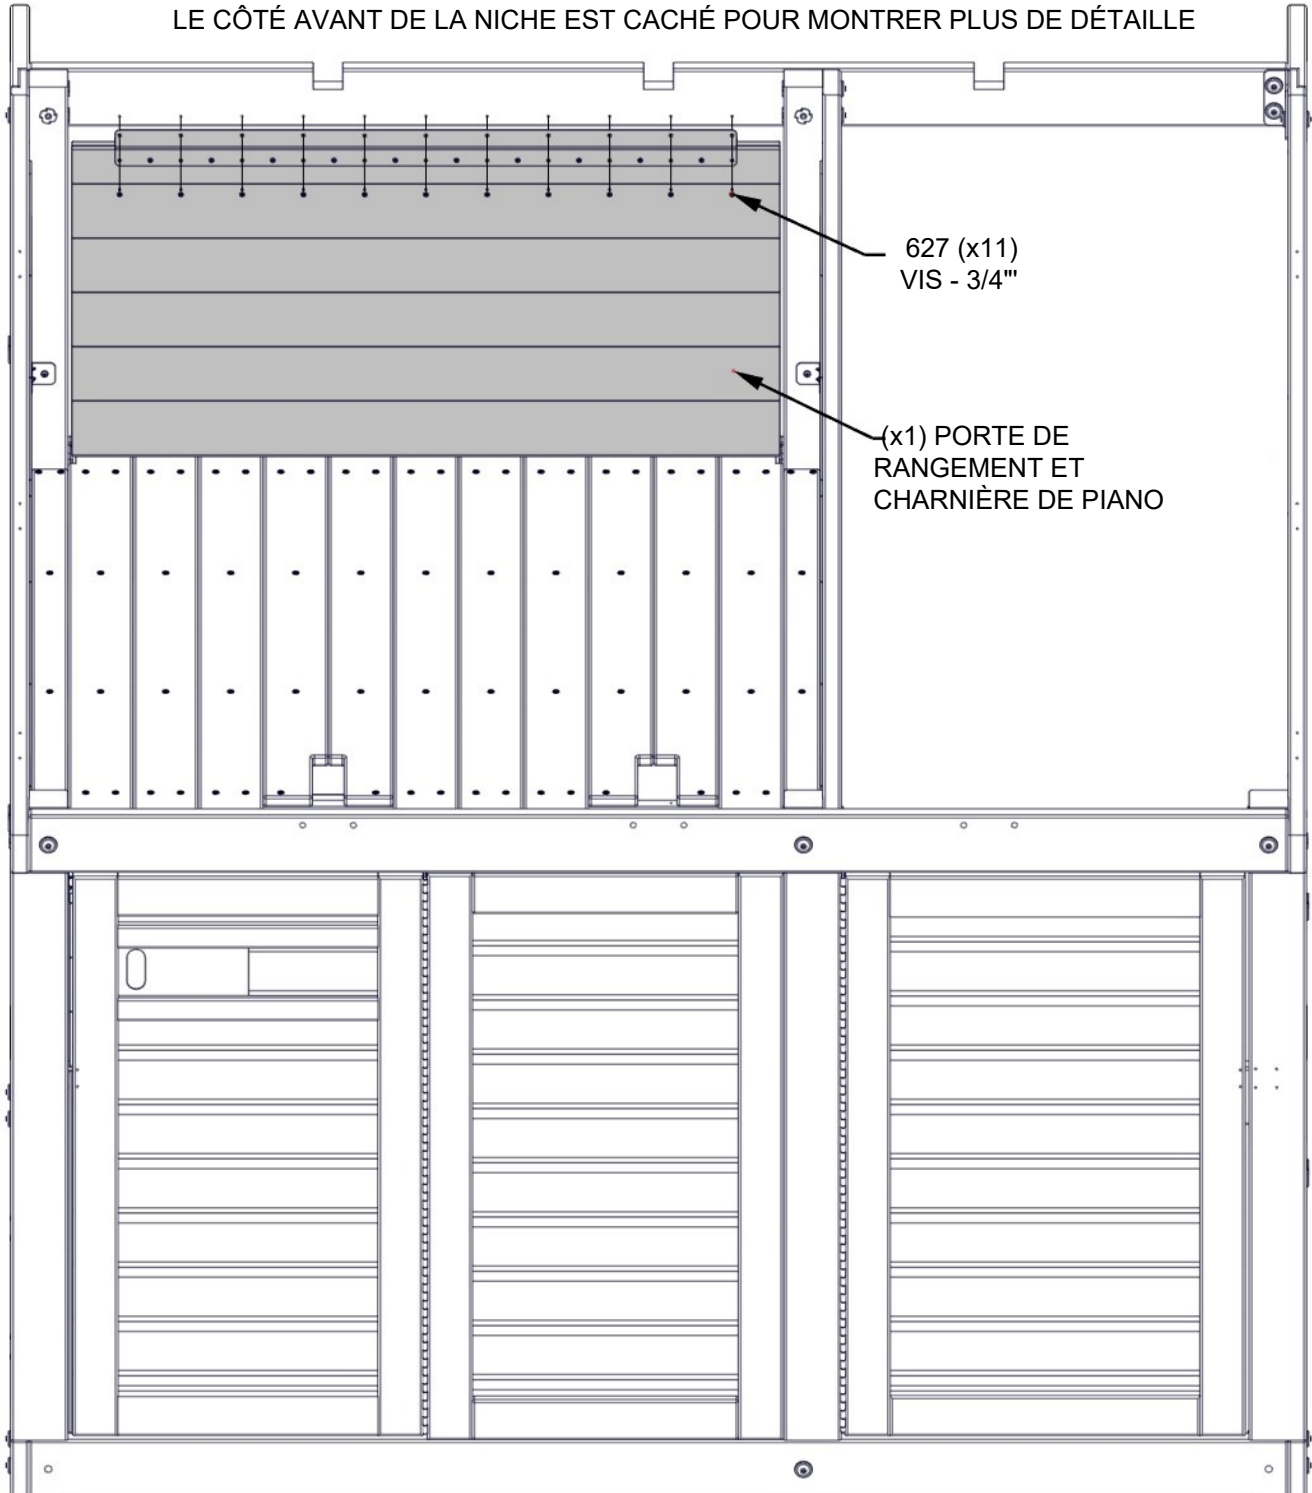 LE CÔTÉ AVANT DE LA NICHE EST CACHÉ POUR MONTRER PLUS DE DÉTAILLE
627 (x11)
VIS - 3/4'"
(x1) PORTE DE
RANGEMENT ET
CHARNIÈRE DE PIANO